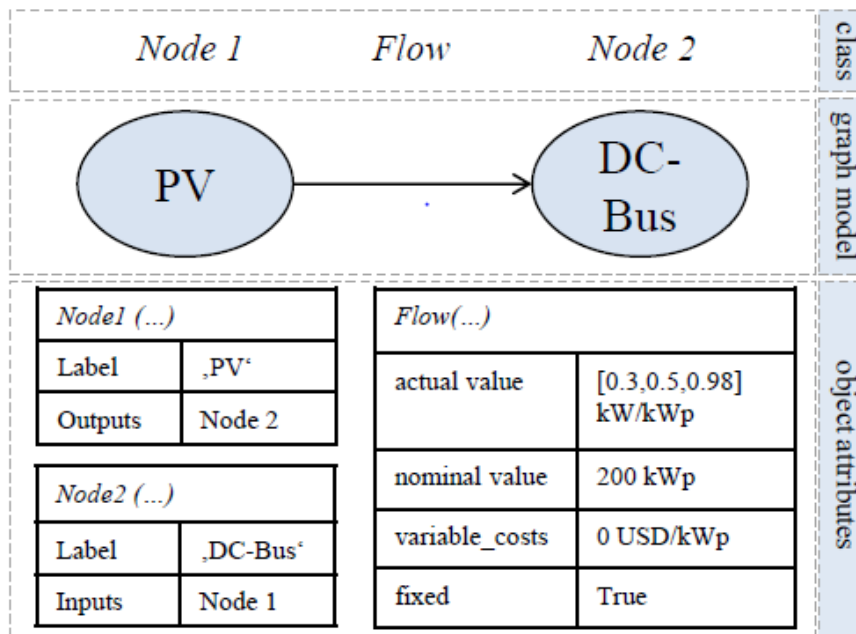 Node 1 Flow Node 2
class
PV
DC-
Bus
graph model
Node1 (...)
Label ‚PV‘
Outputs Node 2
Node2 (...)
Label ‚DC-Bus‘
Inputs Node 1
Flow(...)
actual value [0.3,0.5,0.98]
kW/kWp
nominal value 200 kWp
variable_costs 0 USD/kWp
fixed True
object attributes